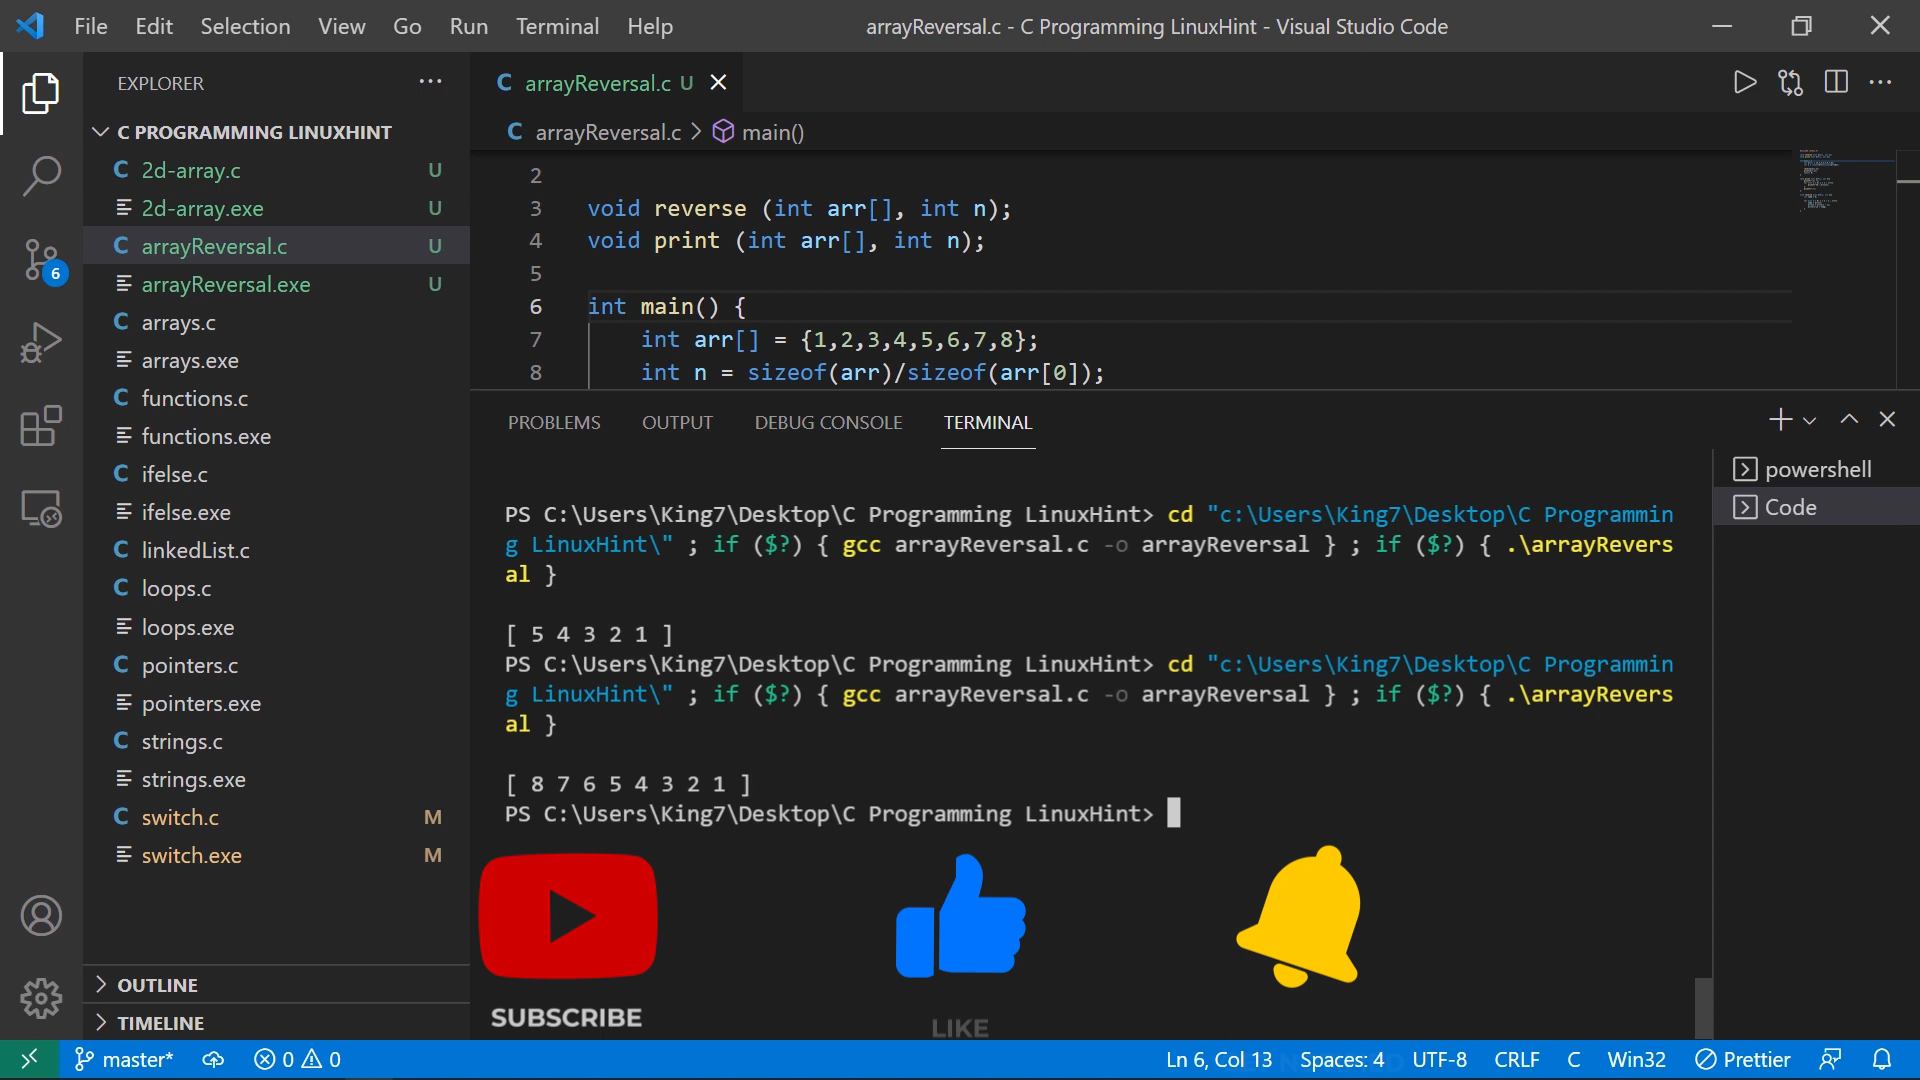 File Edit Selection View Go Run Terminal Help
arrayReversal.c - C Programming LinuxHint - Visual Studio Code
EXPLORER
C PROGRAMMING LINUXHINT
C 2d-array.c U
2d-array.exe U
C arrayReversal.c U
arrayReversal.exe U
C arrays.c
arrays.exe
C functions.c
functions.exe
C ifelse.c
ifelse.exe
C linkedList.c
C loops.c
loops.exe
C pointers.c
pointers.exe
C strings.c
strings.exe
C switch.c M
switch.exe M
OUTLINE
TIMELINE
6
C arrayReversal.c U
C arrayReversal.c > main()
2
3 void reverse (int arr[], int n);
4 void print (int arr[], int n);
5
6 int main() {
7 int arr[] = {1,2,3,4,5,6,7,8};
8 int n = sizeof(arr)/sizeof(arr[0]);
PROBLEMS OUTPUT DEBUG CONSOLE TERMINAL
powershell
Code
PS C:\Users\King7\Desktop\C Programming LinuxHint> cd "c:\Users\King7\Desktop\C Programmin
g LinuxHint\" ; if ($?) { gcc arrayReversal.c -o arrayReversal } ; if ($?) { .\arrayRevers
al }
[ 5 4 3 2 1 ]
PS C:\Users\King7\Desktop\C Programming LinuxHint> cd "c:\Users\King7\Desktop\C Programmin
g LinuxHint\" ; if ($?) { gcc arrayReversal.c -o arrayReversal } ; if ($?) { .\arrayRevers
al }
[ 8 7 6 5 4 3 2 1 ]
PS C:\Users\King7\Desktop\C Programming LinuxHint>
SUBSCRIBE
LIKE
master* 0 0
Ln 6, Col 13 Spaces: 4 UTF-8 CRLF C Win32 Prettier